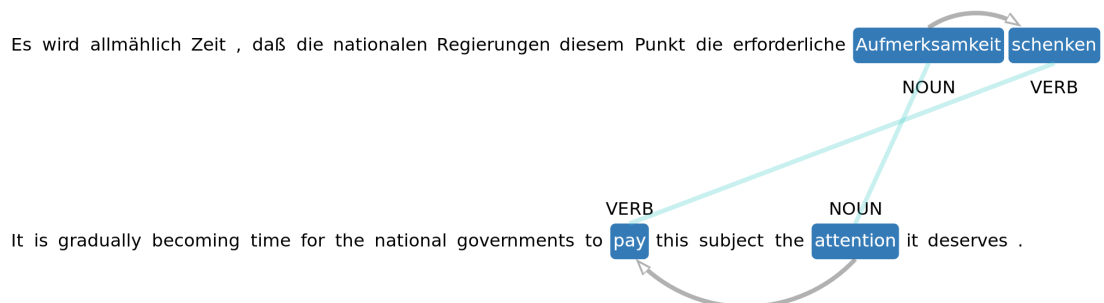 Es wird allmählich Zeit , daß die nationalen Regierungen diesem Punkt die erforderliche Aufmerksamkeit schenken
NOUN VERB
VERB NOUN
It is gradually becoming time for the national governments to pay this subject the attention it deserves .